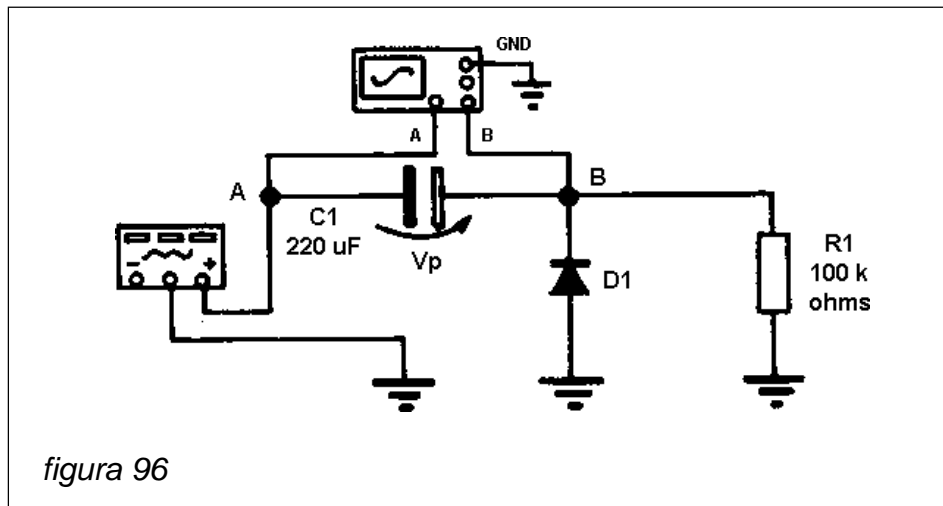 GND
A
B
A
B
C1
220 uF
Vp
D1
R1
100 k
ohms
- +
figura 96